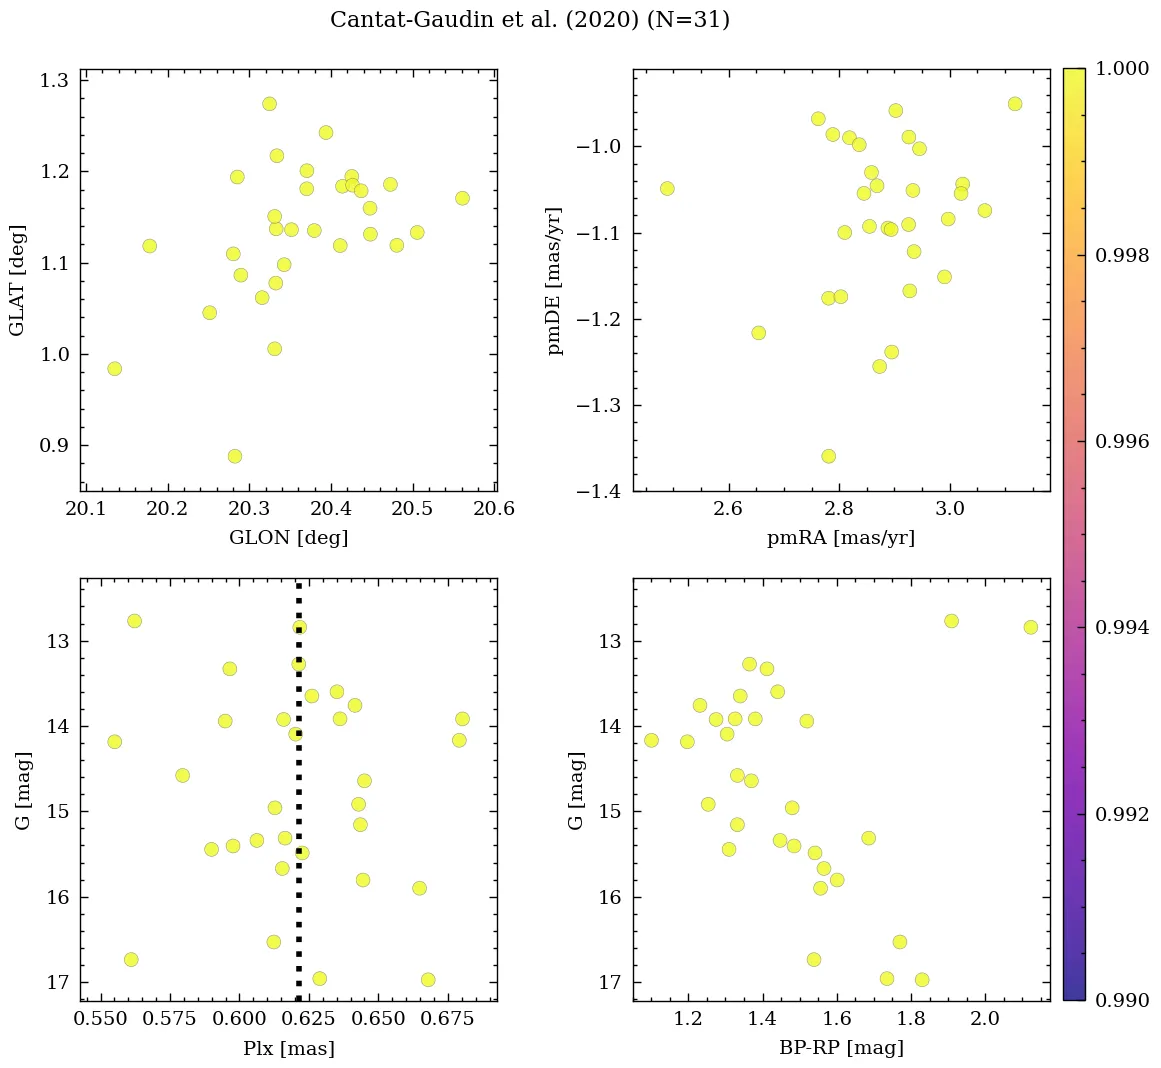 Cantat-Gaudin et al. (2020) (N=31)
1.3
1.2
1.1
1.0
0.9
GLAT [deg]
20.1 20.2 20.3 20.4 20.5 20.6
GLON [deg]
−1.0
−1.1
−1.2
−1.3
−1.4
pmDE [mas/yr]
2.6 2.8 3.0
pmRA [mas/yr]
13
14
15
16
17
G [mag]
0.550 0.575 0.600 0.625 0.650 0.675
Plx [mas]
13
14
15
16
17
G [mag]
1.2 1.4 1.6 1.8 2.0
BP-RP [mag]
1.000
0.998
0.996
0.994
0.992
0.990